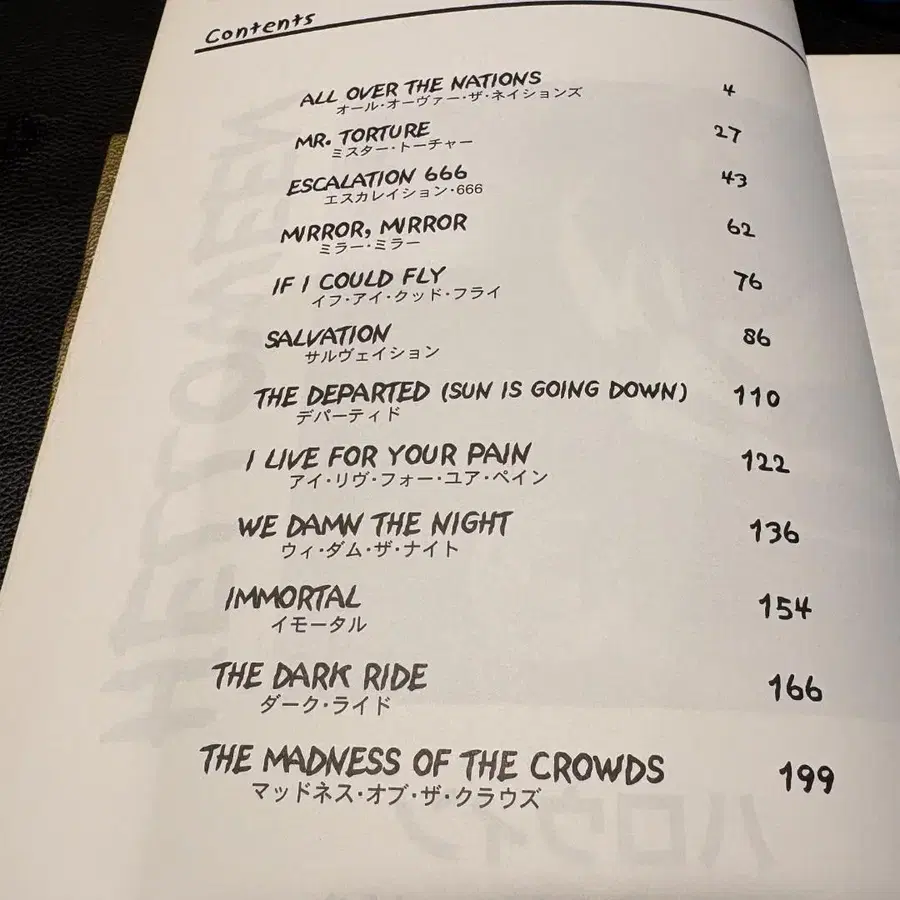 Contents
ALL OVER THE NATIONS 4
オール・オーヴァー・ザ・ネイションズ
MR. TORTURE 27
ミスター・トーチャー
ESCALATION 666 43
エスカレイション・666
MIRROR, MIRROR 62
ミラー・ミラー
IF I COULD FLY 76
イフ・アイ・クッド・フライ
SALVATION 86
サルヴェイション
THE DEPARTED (SUN IS GOING DOWN) 110
デパーティド
I LIVE FOR YOUR PAIN 122
アイ・リヴ・フォー・ユア・ペイン
WE DAMN THE NIGHT 136
ウィ・ダム・ザ・ナイト
IMMORTAL 154
イモータル
THE DARK RIDE 166
ダーク・ライド
THE MADNESS OF THE CROWDS 199
マッドネス・オブ・ザ・クラウズ
HELLOWEEN
ハロウィン